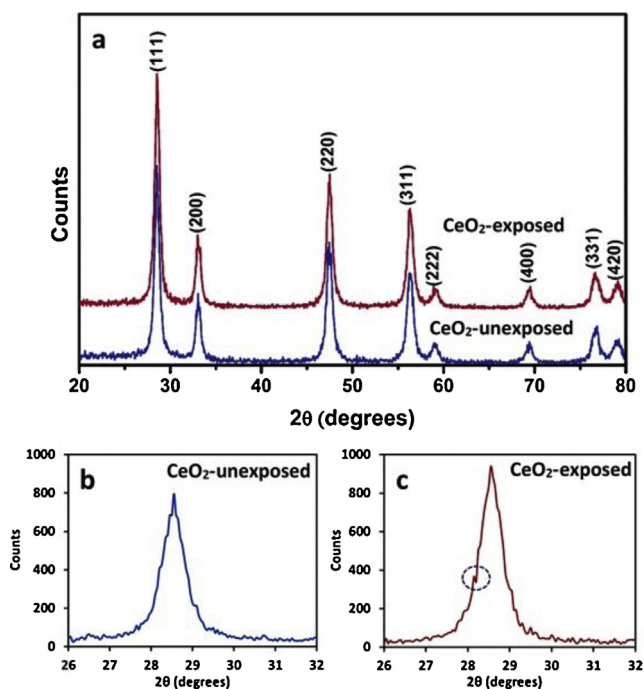 a
(111)
(200)
(220)
(311)
(222)
(400)
(331)
(420)
CeO₂-exposed
CeO₂-unexposed
Counts
20 30 40 50 60 70 80
2θ (degrees)
b
CeO₂-unexposed
1000
800
600
400
200
0
Counts
26 27 28 29 30 31 32
2θ (degrees)
c
CeO₂-exposed
1000
800
600
400
200
0
Counts
26 27 28 29 30 31 32
2θ (degrees)